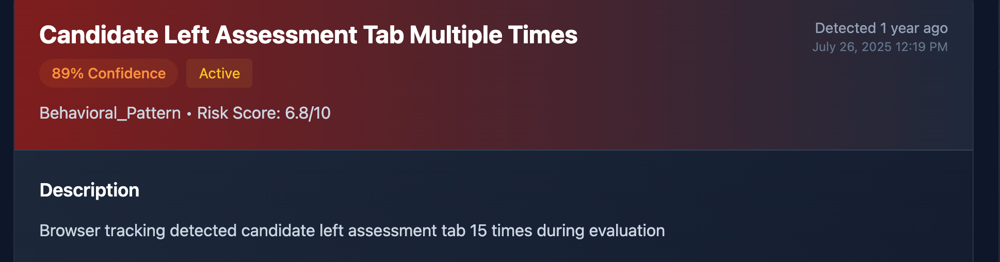 Candidate Left Assessment Tab Multiple Times
Detected 1 year ago
July 26, 2025 12:19 PM
89% Confidence
Active
Behavioral_Pattern • Risk Score: 6.8/10
Description
Browser tracking detected candidate left assessment tab 15 times during evaluation